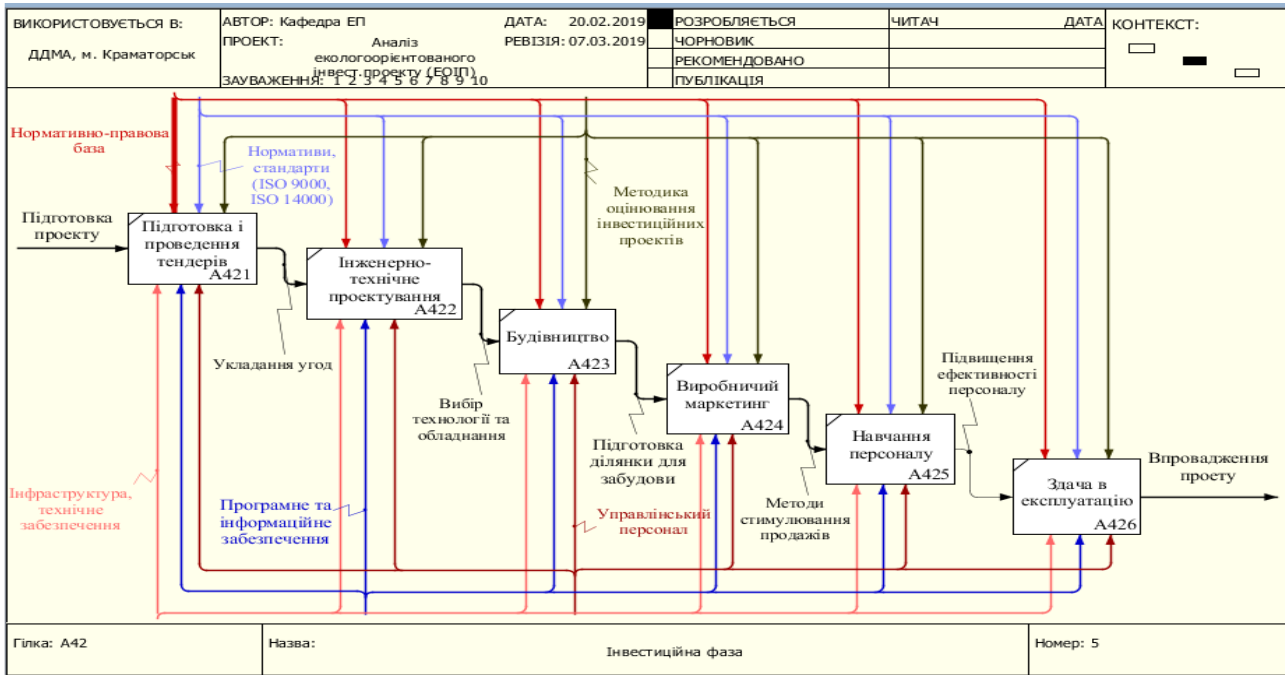 ВИКОРИСТОВУЄТЬСЯ В:
ДДМА, м. Краматорськ
АВТОР: Кафедра ЕП
ДАТА: 20.02.2019
ПРОЕКТ: Аналіз
екологоорієнтованого
інвест.проекту (ЕОІП)
РЕВІЗІЯ: 07.03.2019
ЗАУВАЖЕННЯ: 1 2 3 4 5 6 7 8 9 10
РОЗРОБЛЯЄТЬСЯ
ЧОРНОВИК
РЕКОМЕНДОВАНО
ПУБЛІКАЦІЯ
ЧИТАЧ
ДАТА
КОНТЕКСТ:
Нормативно-правова
база
Нормативи,
стандарти
(ISO 9000,
ISO 14000)
Методика
оцінювання
інвестиційних
проектів
Підготовка
проекту
Підготовка і
проведення
тендерів
A421
Інженерно-
технічне
проектування
A422
Будівництво
A423
Укладання угод
Виробничий
маркетинг
A424
Підвищення
ефективності
персоналу
Вибір
технології та
обладнання
Навчання
персоналу
A425
Підготовка
ділянки для
забудови
Впровадження
проету
Здача в
експлуатацію
A426
Методи
стимулювання
продажів
Інфраструктура,
технічне
забезпечення
Програмне та
інформаційне
забезпечення
Управлінський
персонал
Гілка: A42
Назва:
Інвестиційна фаза
Номер: 5